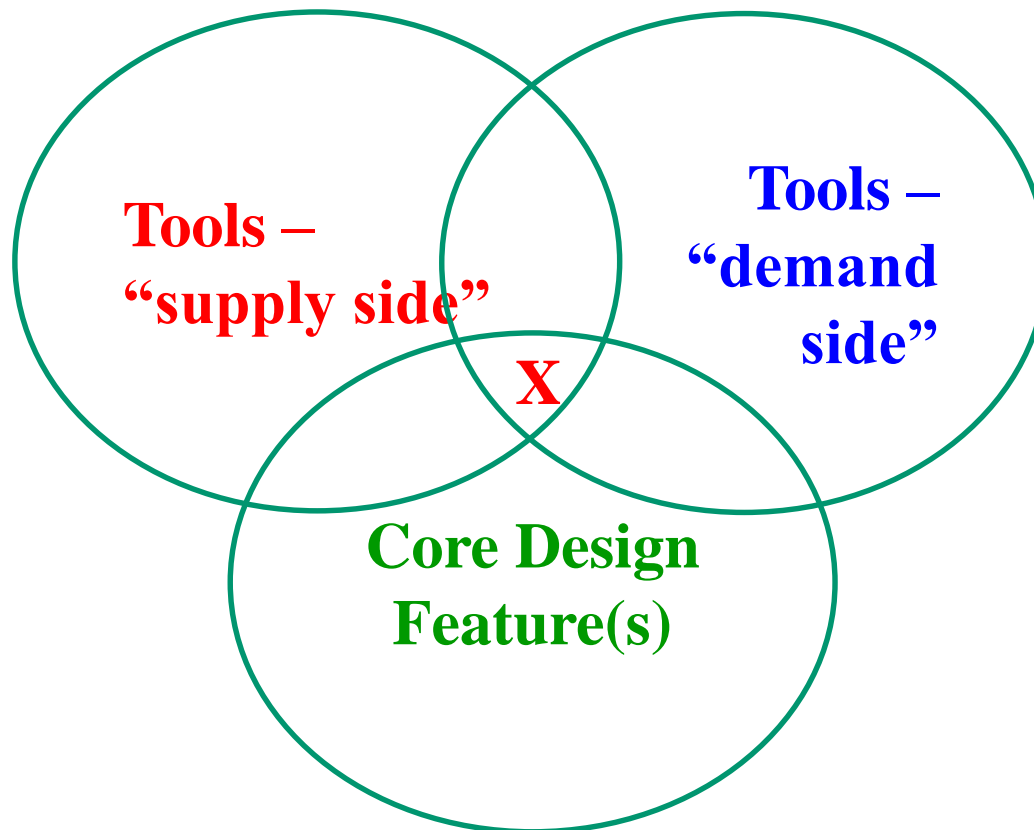 Tools –
“supply side”
Tools –
“demand
side”
X
Core Design
Feature(s)